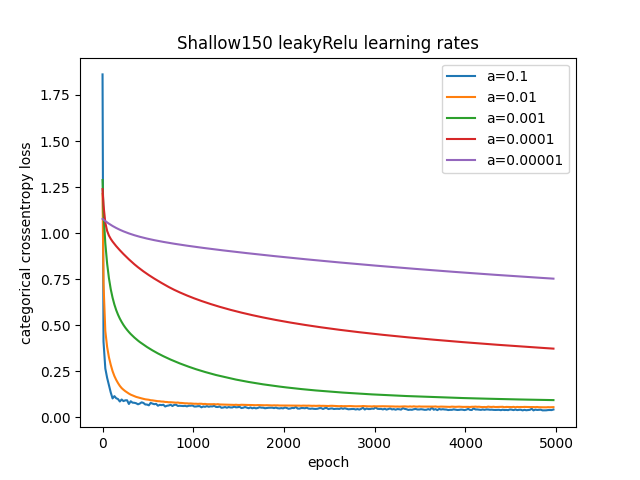 Shallow150 leakyRelu learning rates
categorical crossentropy loss
1.75
1.50
1.25
1.00
0.75
0.50
0.25
0.00
a=0.1
a=0.01
a=0.001
a=0.0001
a=0.00001
0
1000
2000
3000
4000
5000
epoch